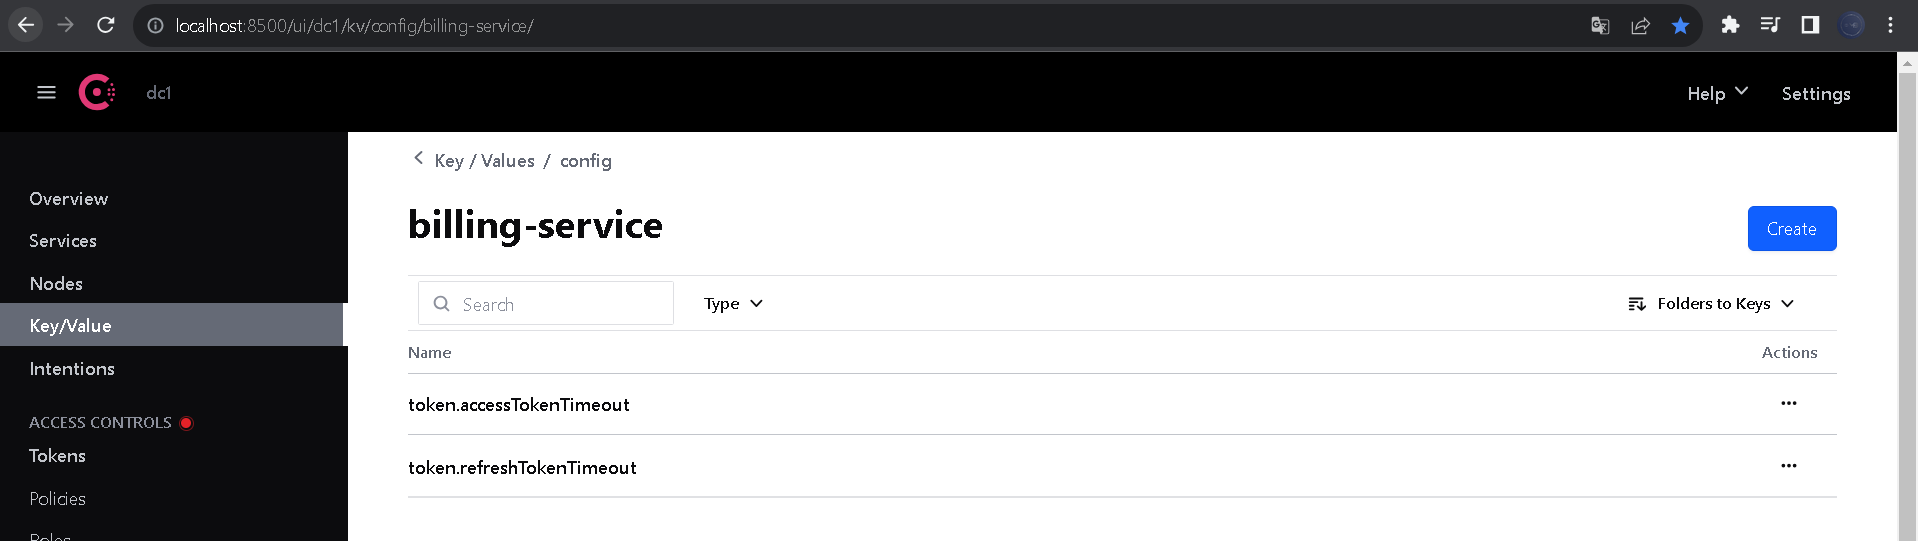 localhost:8500/ui/dc1/kv/config/billing-service/
dc1
Help
Settings
Overview
Services
Nodes
Key/Value
Intentions
ACCESS CONTROLS
Tokens
Policies
Roles
Key / Values / config
billing-service
Create
Search
Type
Folders to Keys
Name
Actions
token.accessTokenTimeout
token.refreshTokenTimeout